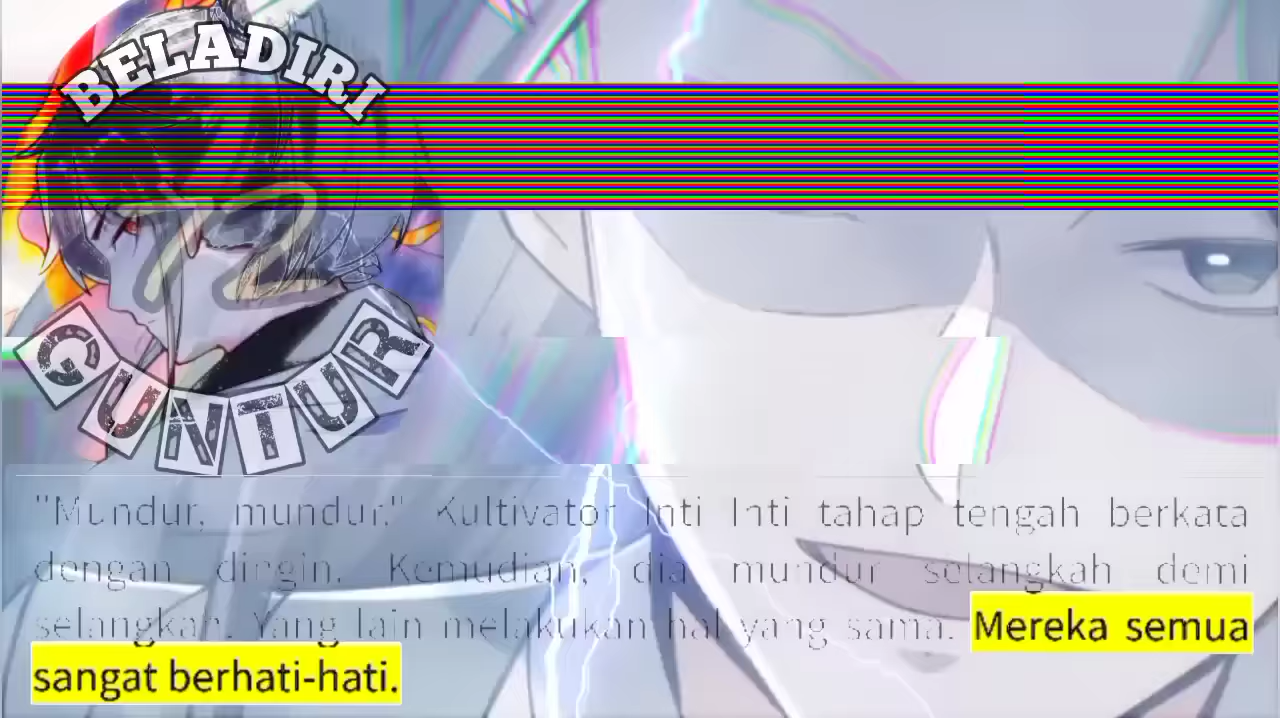 BELADIRI
72
GUNTUR
"Mundur, mundur." Kultivator Inti Inti tahap tengah berkata
dengan dingin. Kemudian, dia mundur selangkah demi
selangkah. Yang lain melakukan hal yang sama. Mereka semua
sangat berhati-hati.